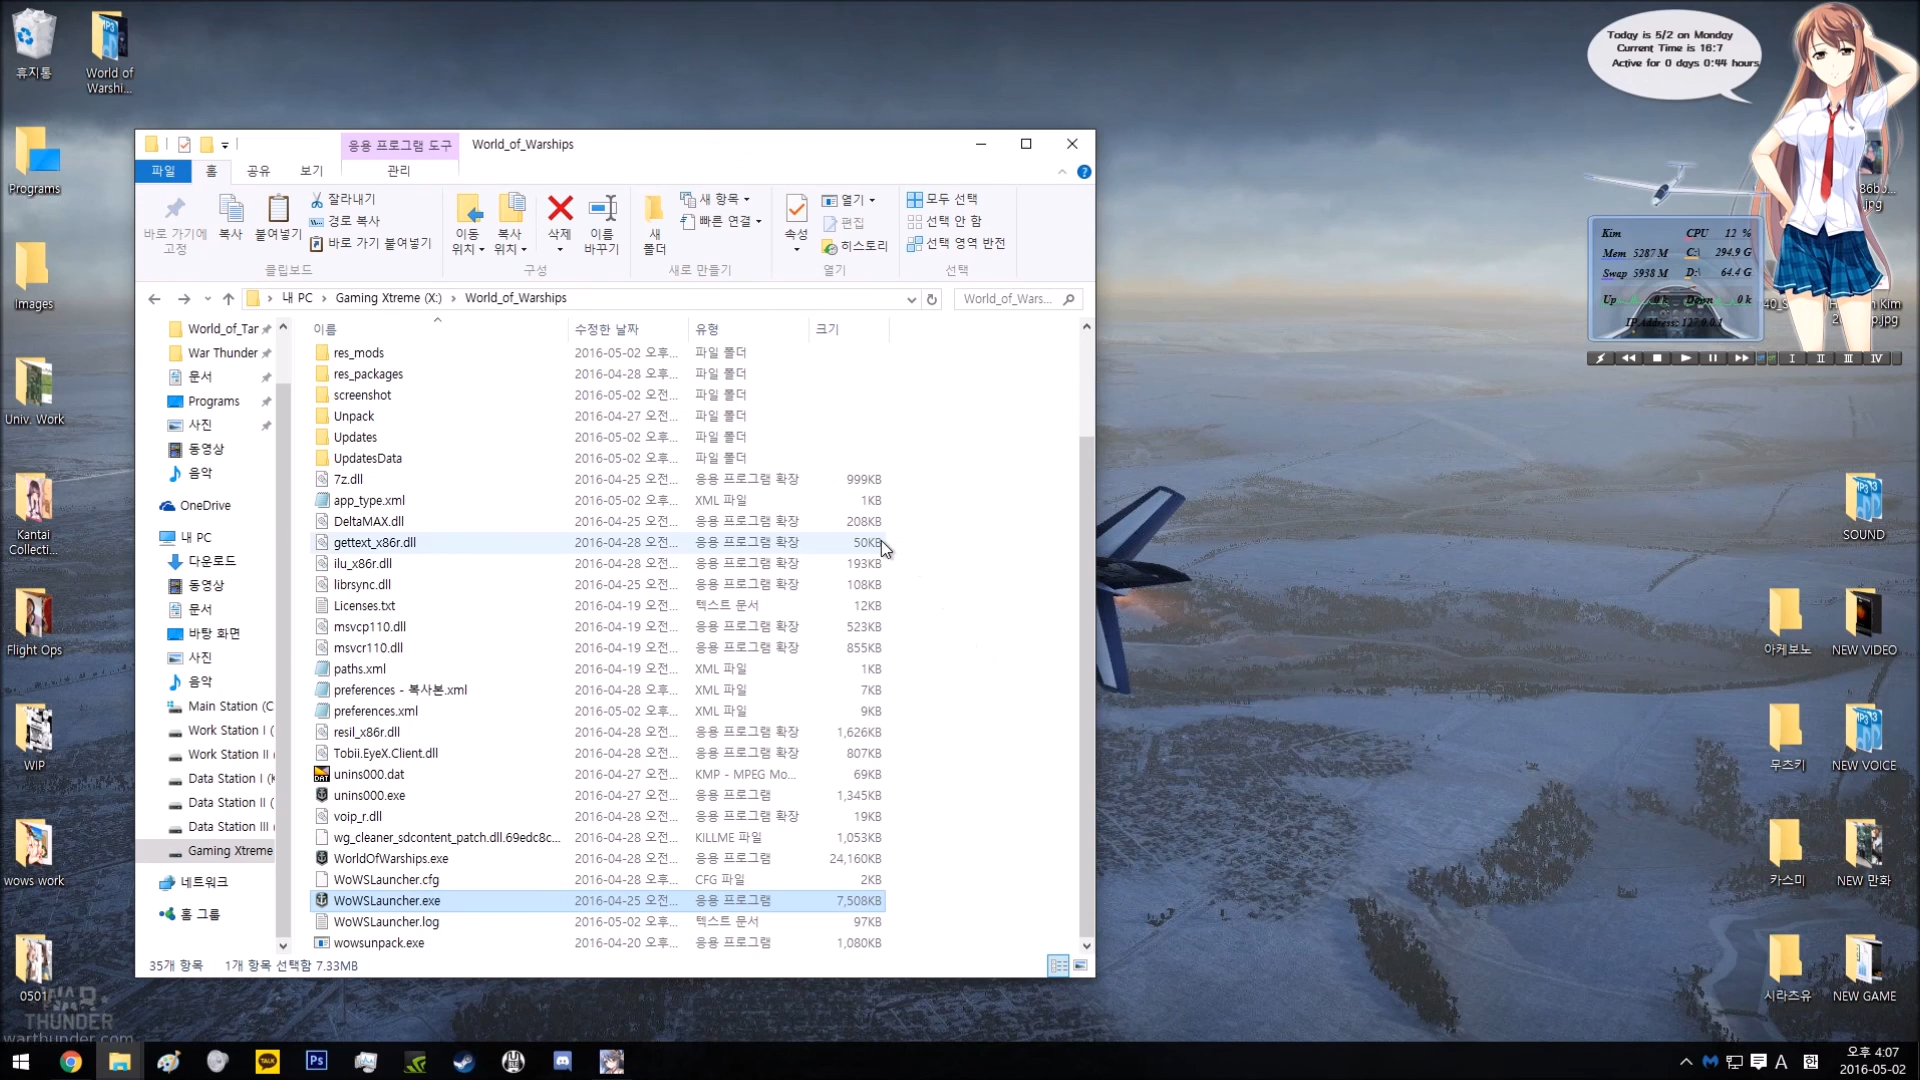 휴지통
World of
Warshi...
Programs
Images
Univ. Work
Kantai
Collecti...
Flight Ops
WIP
wows work
0501
WAR
THUNDER
warthunder.com
응용 프로그램 도구
World_of_Warships
파일
홈
공유
보기
관리
바로 가기에
고정
복사
붙여넣기
잘라내기
경로 복사
바로 가기 붙여넣기
클립보드
이동
위치
복사
위치
삭제
이름
바꾸기
구성
새
폴더
새 항목
빠른 연결
새로 만들기
속성
열기
편집
히스토리
열기
모두 선택
선택 안 함
선택 영역 반전
선택
내 PC > Gaming Xtreme (X:) > World_of_Warships
World_of_Wars...
World_of_Tar
War Thunder
문서
Programs
사진
동영상
음악
OneDrive
내 PC
다운로드
동영상
문서
바탕 화면
사진
음악
Main Station (C
Work Station I (
Work Station II
Data Station I (
Data Station II (
Data Station III
Gaming Xtreme
네트워크
홈 그룹
이름 수정한 날짜 유형 크기
res_mods 2016-05-02 오후... 파일 폴더
res_packages 2016-04-28 오후... 파일 폴더
screenshot 2016-05-02 오전... 파일 폴더
Unpack 2016-04-27 오전... 파일 폴더
Updates 2016-05-02 오후... 파일 폴더
UpdatesData 2016-05-02 오후... 파일 폴더
7z.dll 2016-04-25 오전... 응용 프로그램 확장 999KB
app_type.xml 2016-05-02 오후... XML 파일 1KB
DeltaMAX.dll 2016-04-25 오전... 응용 프로그램 확장 208KB
gettext_x86r.dll 2016-04-28 오후... 응용 프로그램 확장 50KB
ilu_x86r.dll 2016-04-28 오후... 응용 프로그램 확장 193KB
librsync.dll 2016-04-25 오전... 응용 프로그램 확장 108KB
Licenses.txt 2016-04-19 오전... 텍스트 문서 12KB
msvcp110.dll 2016-04-19 오전... 응용 프로그램 확장 523KB
msvcr110.dll 2016-04-19 오전... 응용 프로그램 확장 855KB
paths.xml 2016-04-19 오전... XML 파일 1KB
preferences - 복사본.xml 2016-04-28 오후... XML 파일 7KB
preferences.xml 2016-05-02 오후... XML 파일 9KB
resil_x86r.dll 2016-04-28 오후... 응용 프로그램 확장 1,626KB
Tobii.EyeX.Client.dll 2016-04-28 오후... 응용 프로그램 확장 807KB
unins000.dat 2016-04-27 오전... KMP - MPEG Mo... 69KB
unins000.exe 2016-04-27 오전... 응용 프로그램 1,345KB
voip_r.dll 2016-04-28 오후... 응용 프로그램 확장 19KB
wg_cleaner_sdcontent_patch.dll.69edc8c... 2016-04-28 오전... KILLME 파일 1,053KB
WorldOfWarships.exe 2016-04-28 오후... 응용 프로그램 24,160KB
WoWSLauncher.cfg 2016-04-28 오후... CFG 파일 2KB
WoWSLauncher.exe 2016-04-25 오전... 응용 프로그램 7,508KB
WoWSLauncher.log 2016-05-02 오후... 텍스트 문서 97KB
wowsunpack.exe 2016-04-20 오후... 응용 프로그램 1,080KB
35개 항목 1개 항목 선택함 7.33MB
Today is 5/2 on Monday
Current Time is 16:7
Active for 0 days 0:44 hours
Kim CPU 12 %
Mem 5287 M C:\ 294.9 G
Swap 5938 M D:\ 64.4 G
Up 0 k Down 0 k
IP Address: 127.0.0.1
I II III IV
SOUND
아케보노
NEW VIDEO
무츠키
NEW VOICE
카스미
NEW 만화
시라츠유
NEW GAME
TALK
Ps
A
한
오후 4:07
2016-05-02